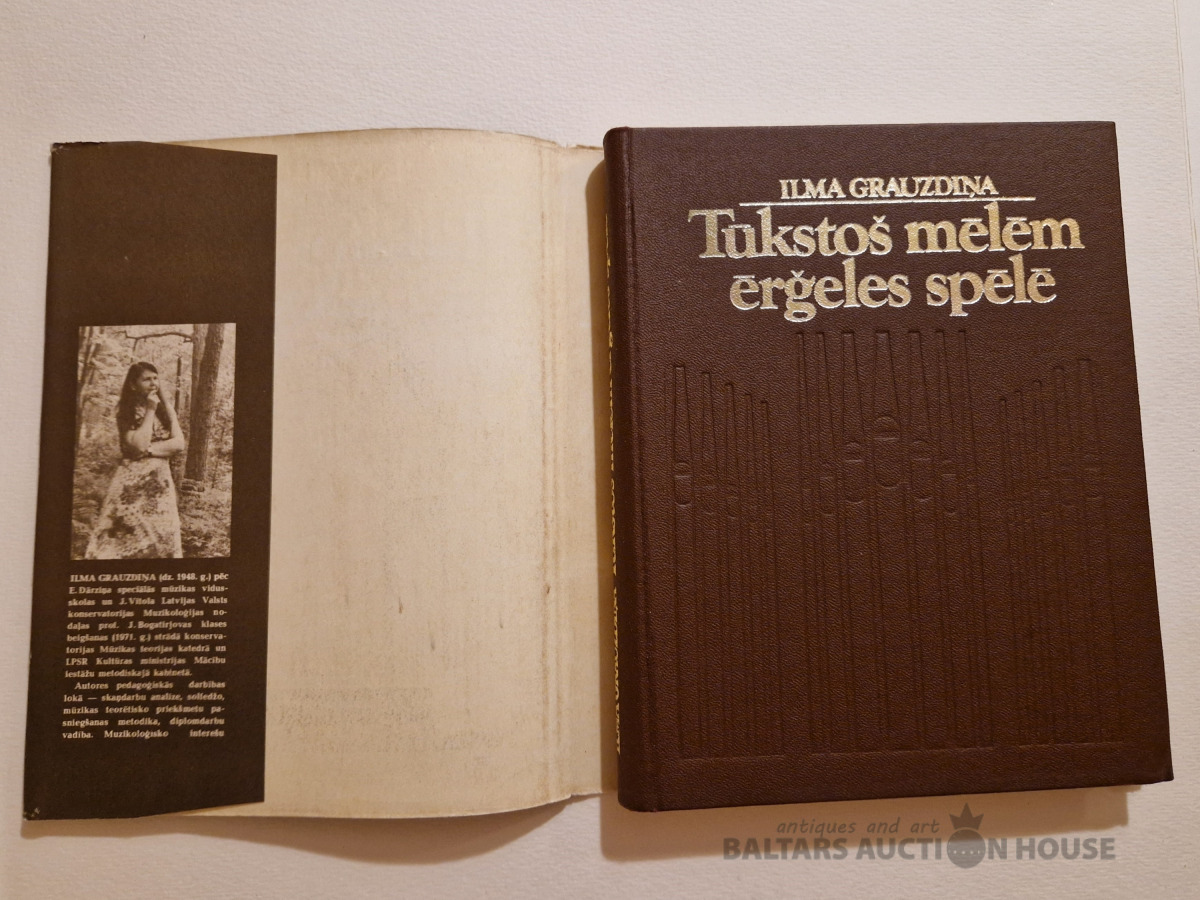 ILMA GRAUZDIŅA (dz. 1948. g.) pēc
E. Dārziņa speciālās mūzikas vidus-
skolas un J. Vītola Latvijas Valsts
konservatorijas Muzikoloģijas no-
daļas prof. J. Bogatirjovas klases
beigšanas (1971. g.) strādā konserva-
torijas Mūzikas teorijas katedrā un
LPSR Kultūras ministrijas Mācību
iestāžu metodiskajā kabinetā.
Autores pedagoģiskās darbības
lokā — skaņdarbu analīze, solfedžo,
mūzikas teorētisko priekšmetu pa-
sniegšanas metodika, diplomdarbu
vadība. Muzikoloģisko interešu
ILMA GRAUZDIŅA
Tūkstoš mēlēm
ērģeles spēlē
antiques and art
BALTARS AUCTION HOUSE